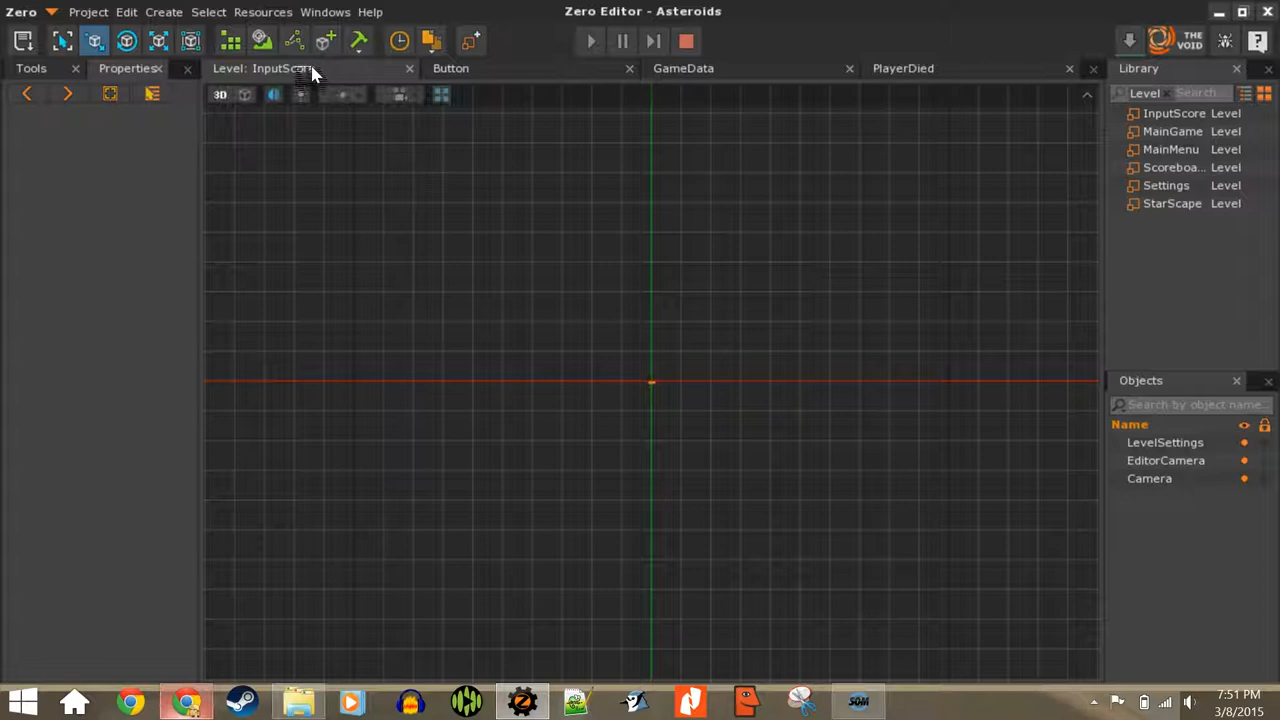 Zero Project Edit Create Select Resources Windows Help Zero Editor - Asteroids
THE VOID
Tools Properties Level: InputScore Button GameData PlayerDied Library
3D Level Search...
InputScore Level
MainGame Level
MainMenu Level
Scoreboa... Level
Settings Level
StarScape Level
Objects
Search by object name...
Name
LevelSettings
EditorCamera
Camera
SOM
7:51 PM
3/8/2015